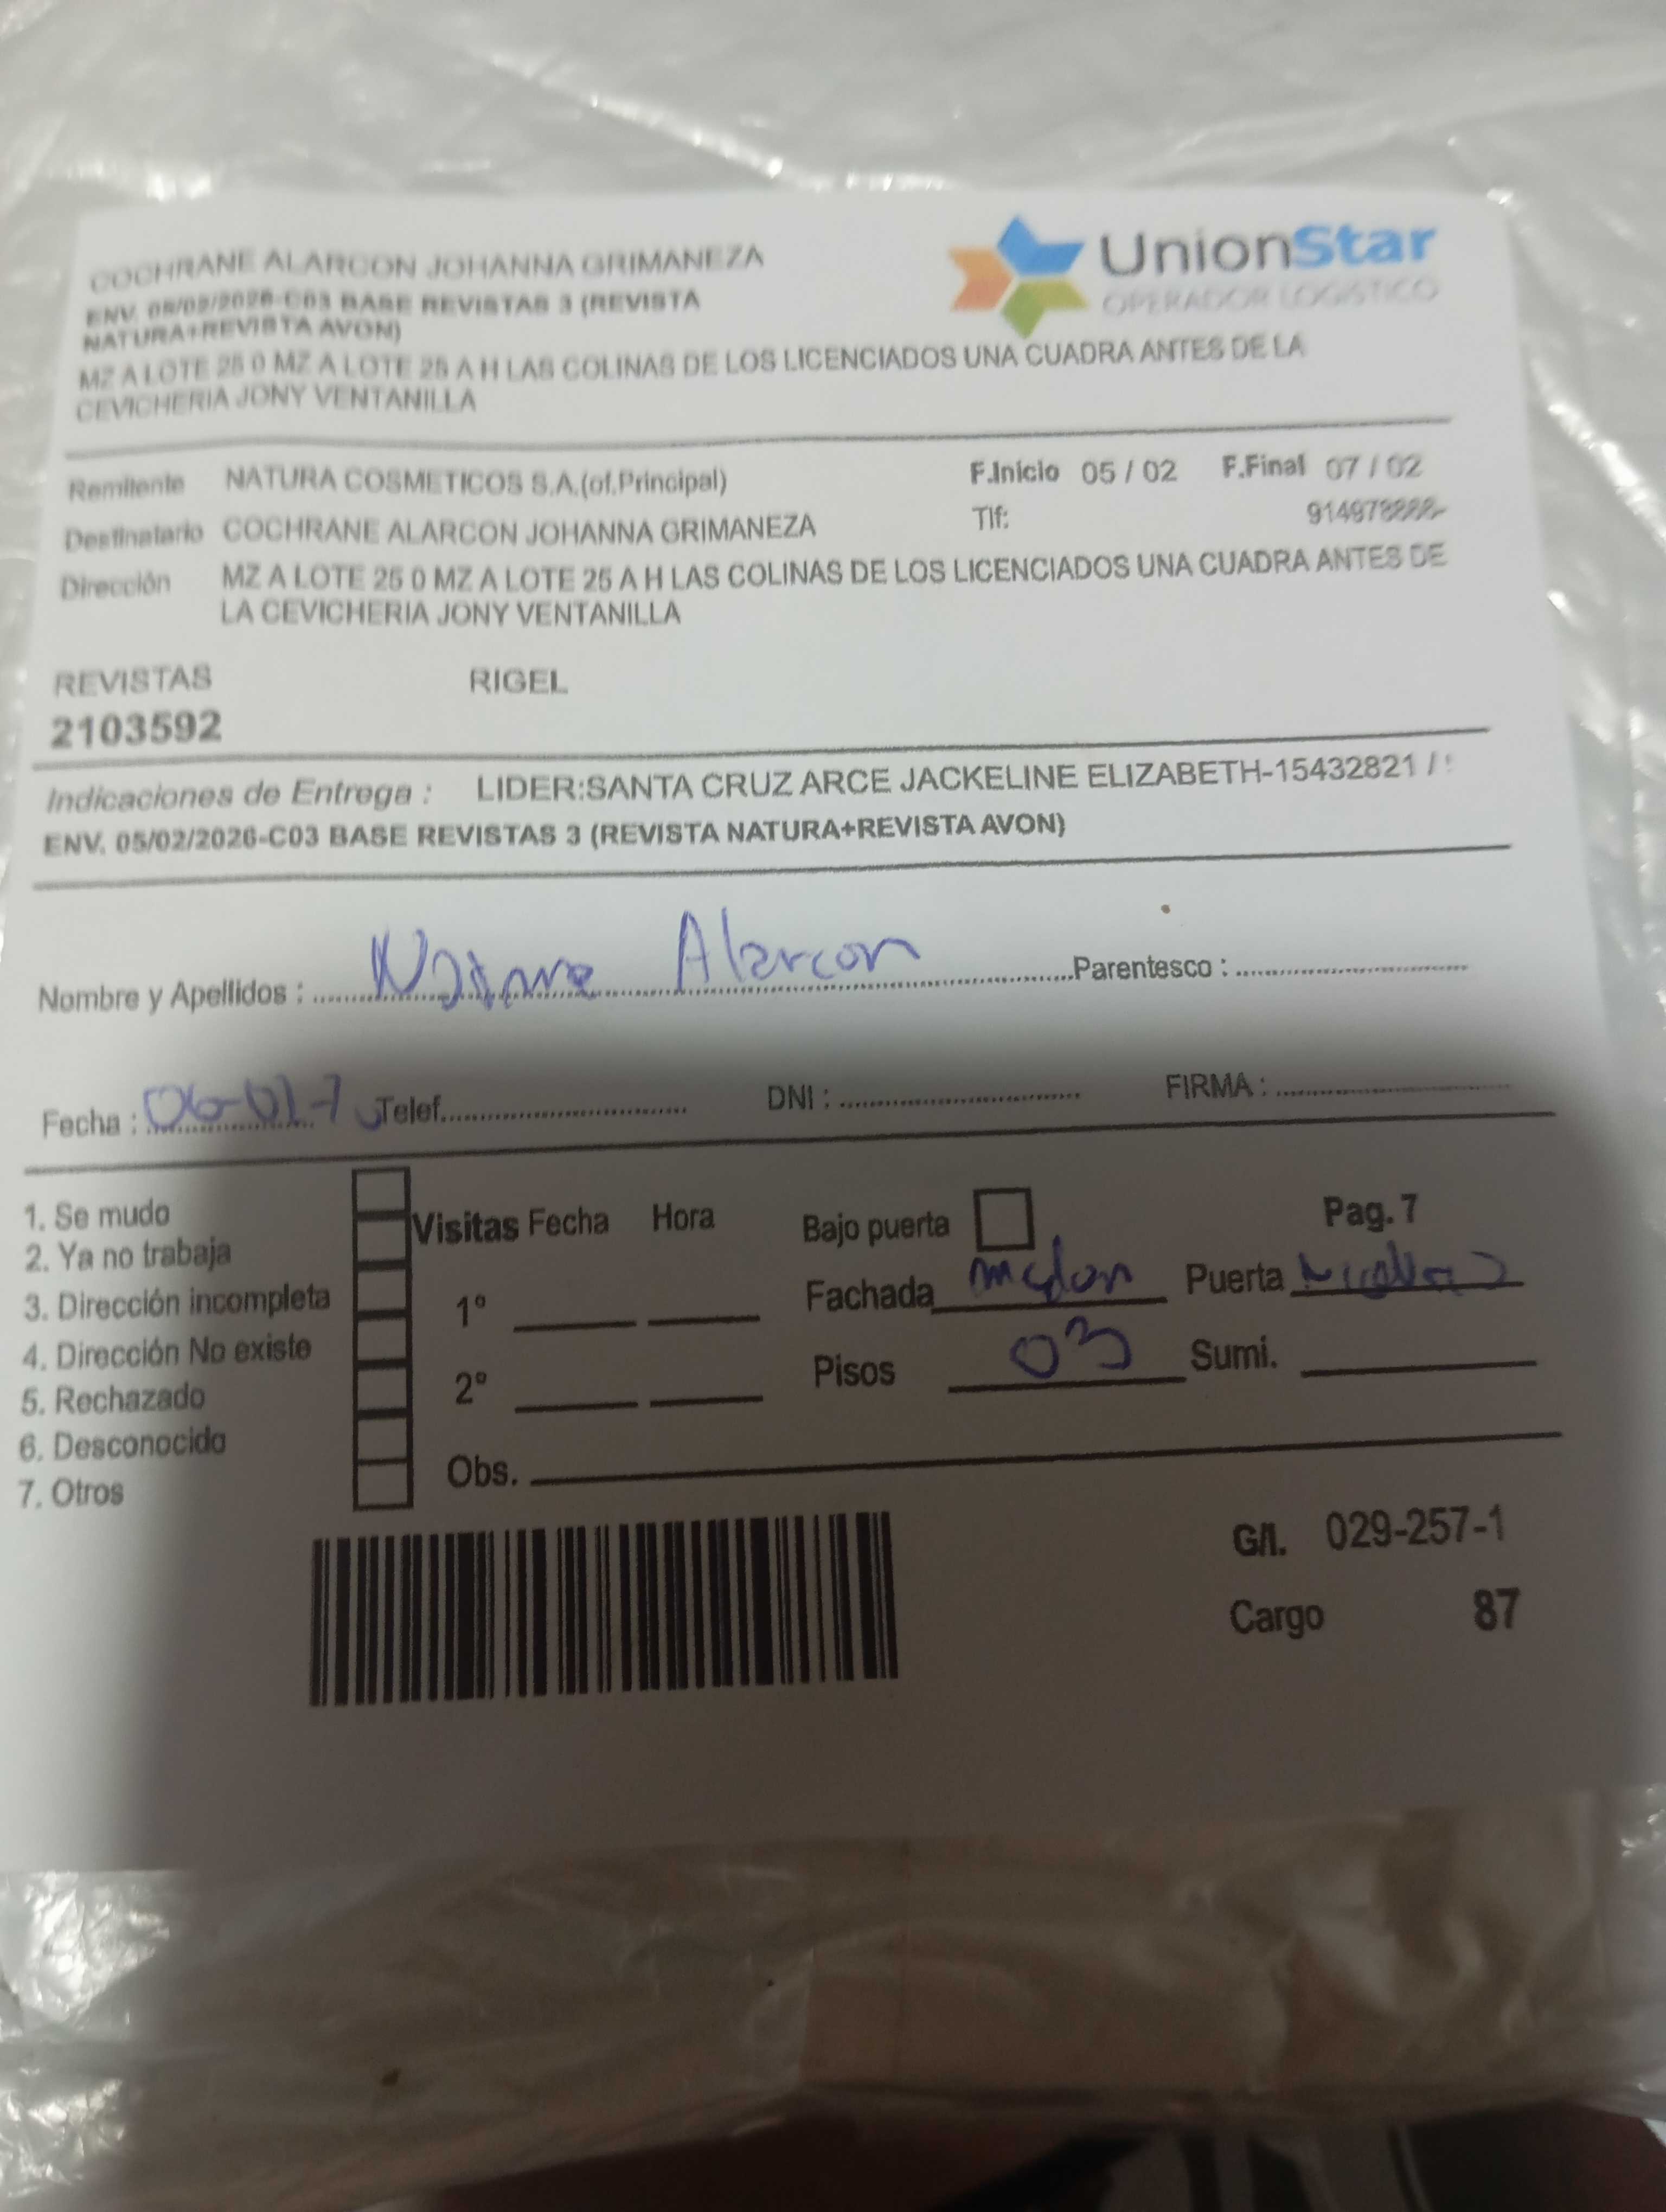 COCHRANE ALARCON JOHANNA GRIMANEZA
ENV. 05/02/2026-C03 BASE REVISTAS 3 (REVISTA
NATURA+REVISTA AVON)
MZ A LOTE 25 0 MZ A LOTE 25 A H LAS COLINAS DE LOS LICENCIADOS UNA CUADRA ANTES DE LA
CEVICHERIA JONY VENTANILLA
UnionStar
OPERADOR LOGISTICO
Remitente NATURA COSMETICOS S.A.(of.Principal) F.Inicio 05 / 02 F.Final 07 / 02
Destinatario COCHRANE ALARCON JOHANNA GRIMANEZA Tlf:
Dirección MZ A LOTE 25 0 MZ A LOTE 25 A H LAS COLINAS DE LOS LICENCIADOS UNA CUADRA ANTES DE
LA CEVICHERIA JONY VENTANILLA
REVISTAS RIGEL
2103592
Indicaciones de Entrega : LIDER:SANTA CRUZ ARCE JACKELINE ELIZABETH-15432821 /
ENV. 05/02/2026-C03 BASE REVISTAS 3 (REVISTA NATURA+REVISTA AVON)
Nombre y Apellidos : Alarcon Parentesco :
Fecha : Telef. DNI : FIRMA :
1. Se mudo
2. Ya no trabaja
3. Dirección incompleta
4. Dirección No existe
5. Rechazado
6. Desconocido
7. Otros
Visitas Fecha Hora
1º
2º
Obs.
Bajo puerta Pag. 7
Fachada Puerta
Pisos 03 Sumi.
G/I. 029-257-1
Cargo 87